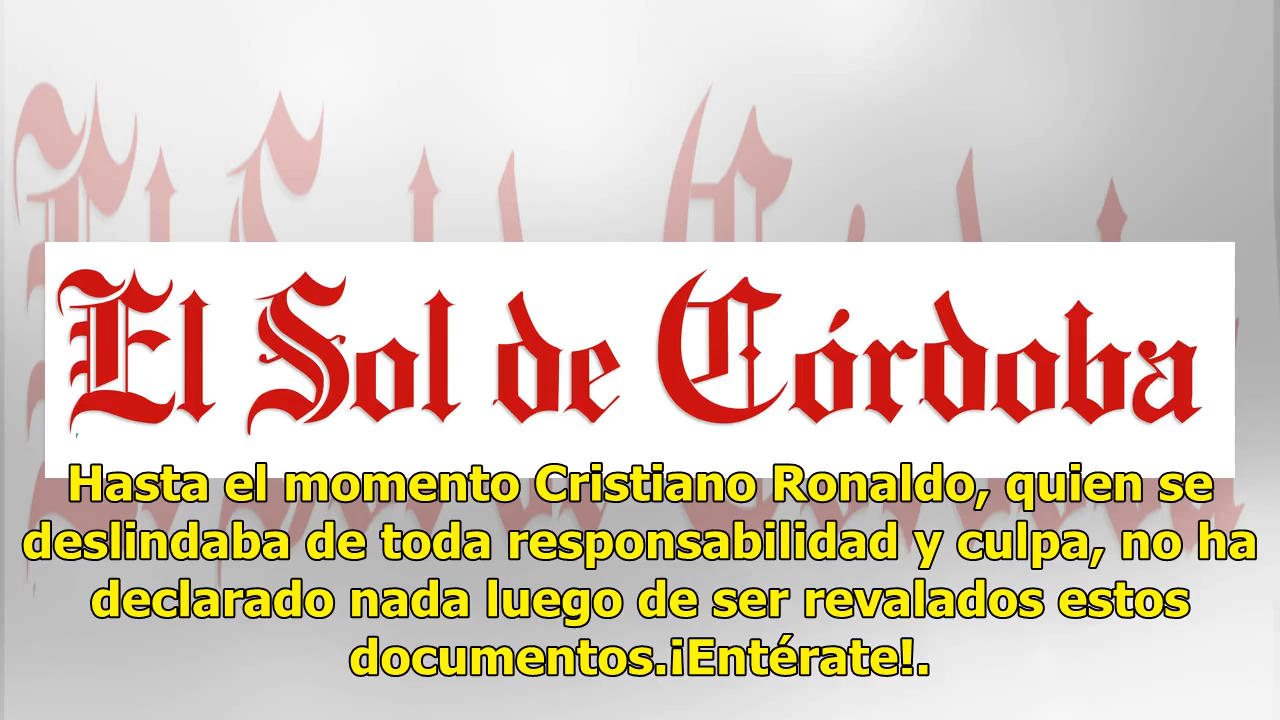 El Sol de Córdoba
Hasta el momento Cristiano Ronaldo, quien se
deslindaba de toda responsabilidad y culpa, no ha
declarado nada luego de ser revalados estos
documentos.¡Entérate!.